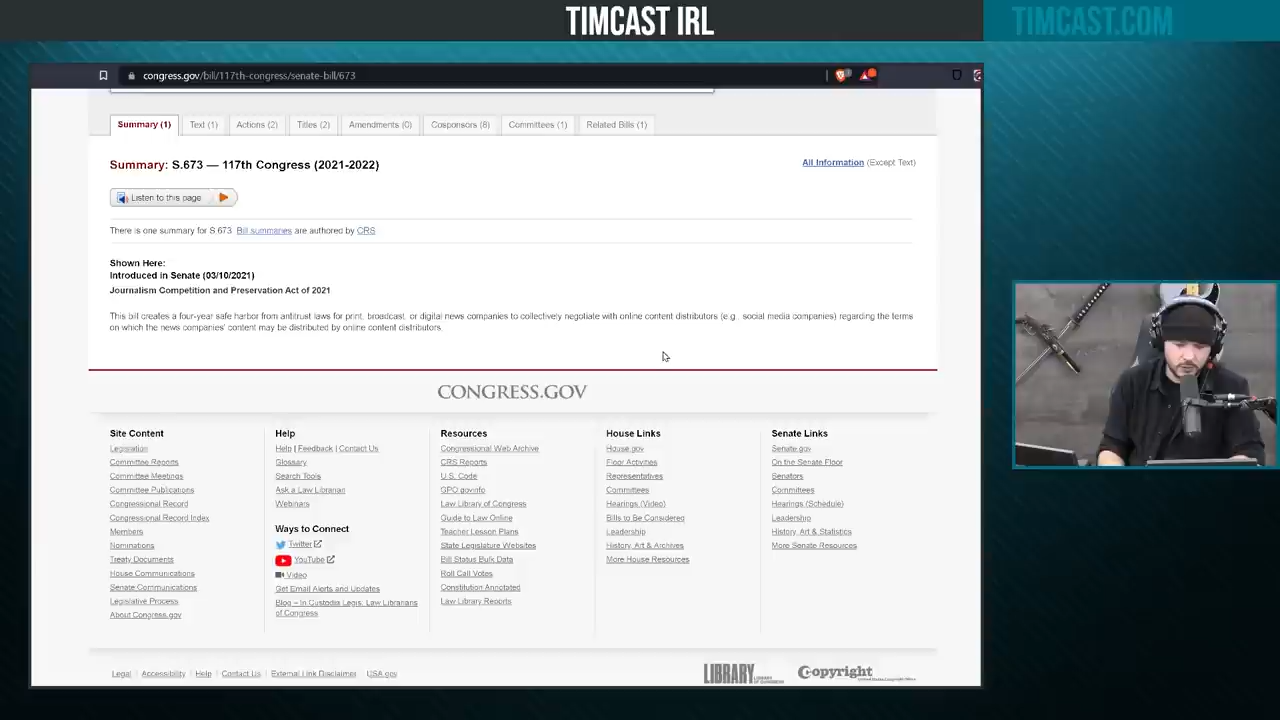 TIMCAST IRL
TIMCAST.COM
congress.gov/bill/117th-congress/senate-bill/673
Summary (1) Text (1) Actions (2) Titles (2) Amendments (0) Cosponsors (8) Committees (1) Related Bills (1)
Summary: S.673 — 117th Congress (2021-2022)
All Information (Except Text)
Listen to this page
There is one summary for S.673. Bill summaries are authored by CRS.
Shown Here:
Introduced in Senate (03/10/2021)
Journalism Competition and Preservation Act of 2021
This bill creates a four-year safe harbor from antitrust laws for print, broadcast, or digital news companies to collectively negotiate with online content distributors (e.g., social media companies) regarding the terms
on which the news companies' content may be distributed by online content distributors.
CONGRESS.GOV
Site Content
Legislation
Committee Reports
Committee Meetings
Committee Publications
Congressional Record
Congressional Record Index
Members
Nominations
Treaty Documents
House Communications
Senate Communications
Legislative Process
About Congress.gov
Help
Help | Feedback | Contact Us
Glossary
Search Tools
Ask a Law Librarian
Webinars
Ways to Connect
Twitter
YouTube
Video
Get Email Alerts and Updates
Blog – In Custodia Legis: Law Librarians
of Congress
Resources
Congressional Web Archive
CRS Reports
U.S. Code
GPO govinfo
Law Library of Congress
Guide to Law Online
Teacher Lesson Plans
State Legislature Websites
Bill Status Bulk Data
Roll Call Votes
Constitution Annotated
Law Library Reports
House Links
House.gov
Floor Activities
Representatives
Committees
Hearings (Video)
Bills to Be Considered
Leadership
History, Art & Archives
More House Resources
Senate Links
Senate.gov
On the Senate Floor
Senators
Committees
Hearings (Schedule)
Leadership
History, Art & Statistics
More Senate Resources
Legal | Accessibility | Help | Contact Us | External Link Disclaimer | USA.gov
LIBRARY
Copyright